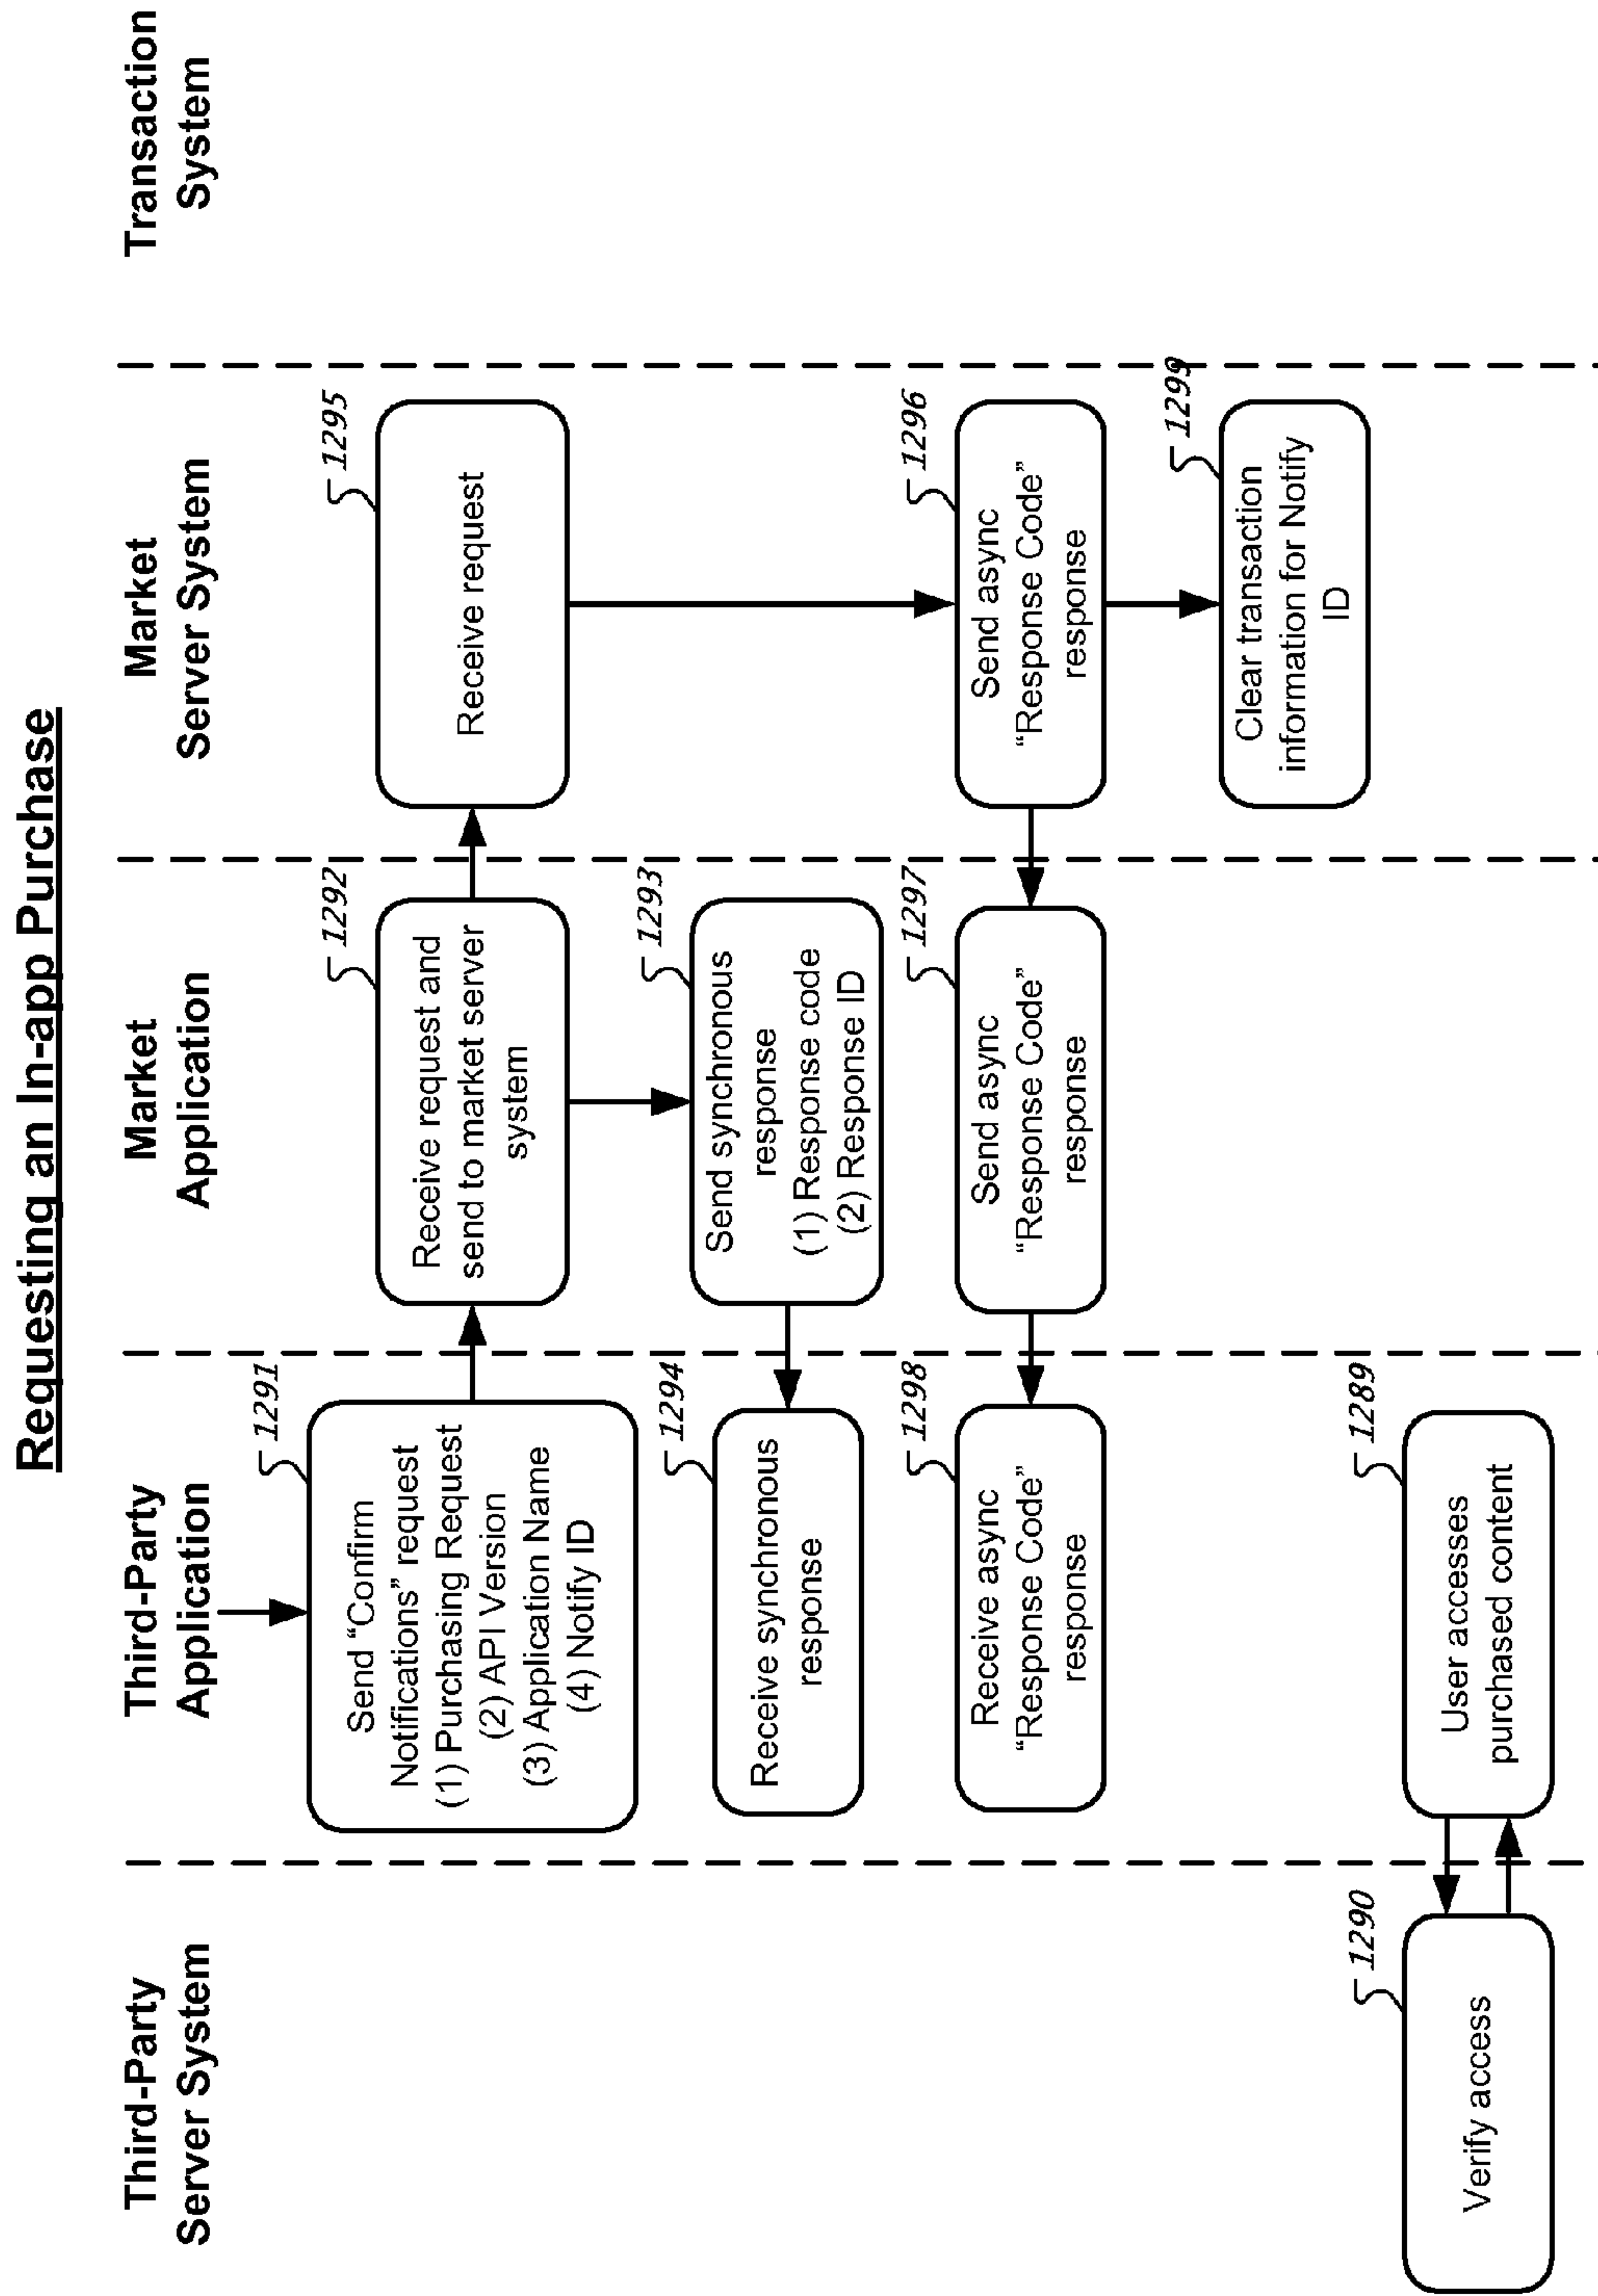 Requesting an In-app Purchase
Third-Party
Server System
Third-Party
Application
Market
Application
Market
Server System
Transaction
System
1291
Send “Confirm
Notifications” request
(1) Purchasing Request
(2) API Version
(3) Application Name
(4) Notify ID
1292
Receive request and
send to market server
system
1295
Receive request
1293
Send synchronous
response
(1) Response code
(2) Response ID
1294
Receive synchronous
response
1298
Receive async
“Response Code”
response
1297
Send async
“Response Code”
response
1296
Send async
“Response Code”
response
1299
Clear transaction
information for Notify
ID
1290
Verify access
1289
User accesses
purchased content